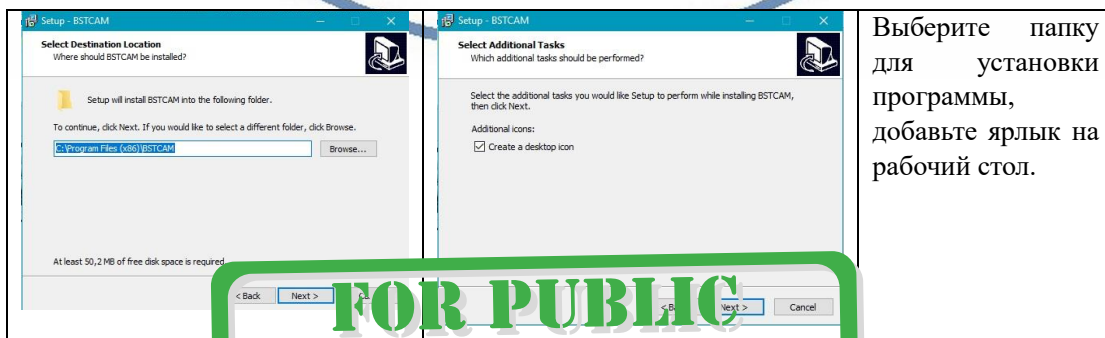 Setup - BSTCAM
Select Destination Location
Where should BSTCAM be installed?
Setup will install BSTCAM into the following folder.
To continue, click Next. If you would like to select a different folder, click Browse.
C:\Program Files (x86)\BSTCAM
Browse...
At least 50,2 MB of free disk space is required
< Back
Next >
Setup - BSTCAM
Select Additional Tasks
Which additional tasks should be performed?
Select the additional tasks you would like Setup to perform while installing BSTCAM,
then click Next.
Additional icons:
Create a desktop icon
Next >
Cancel
Выберите папку
для установки
программы,
добавьте ярлык на
рабочий стол.
FOR PUBLIC